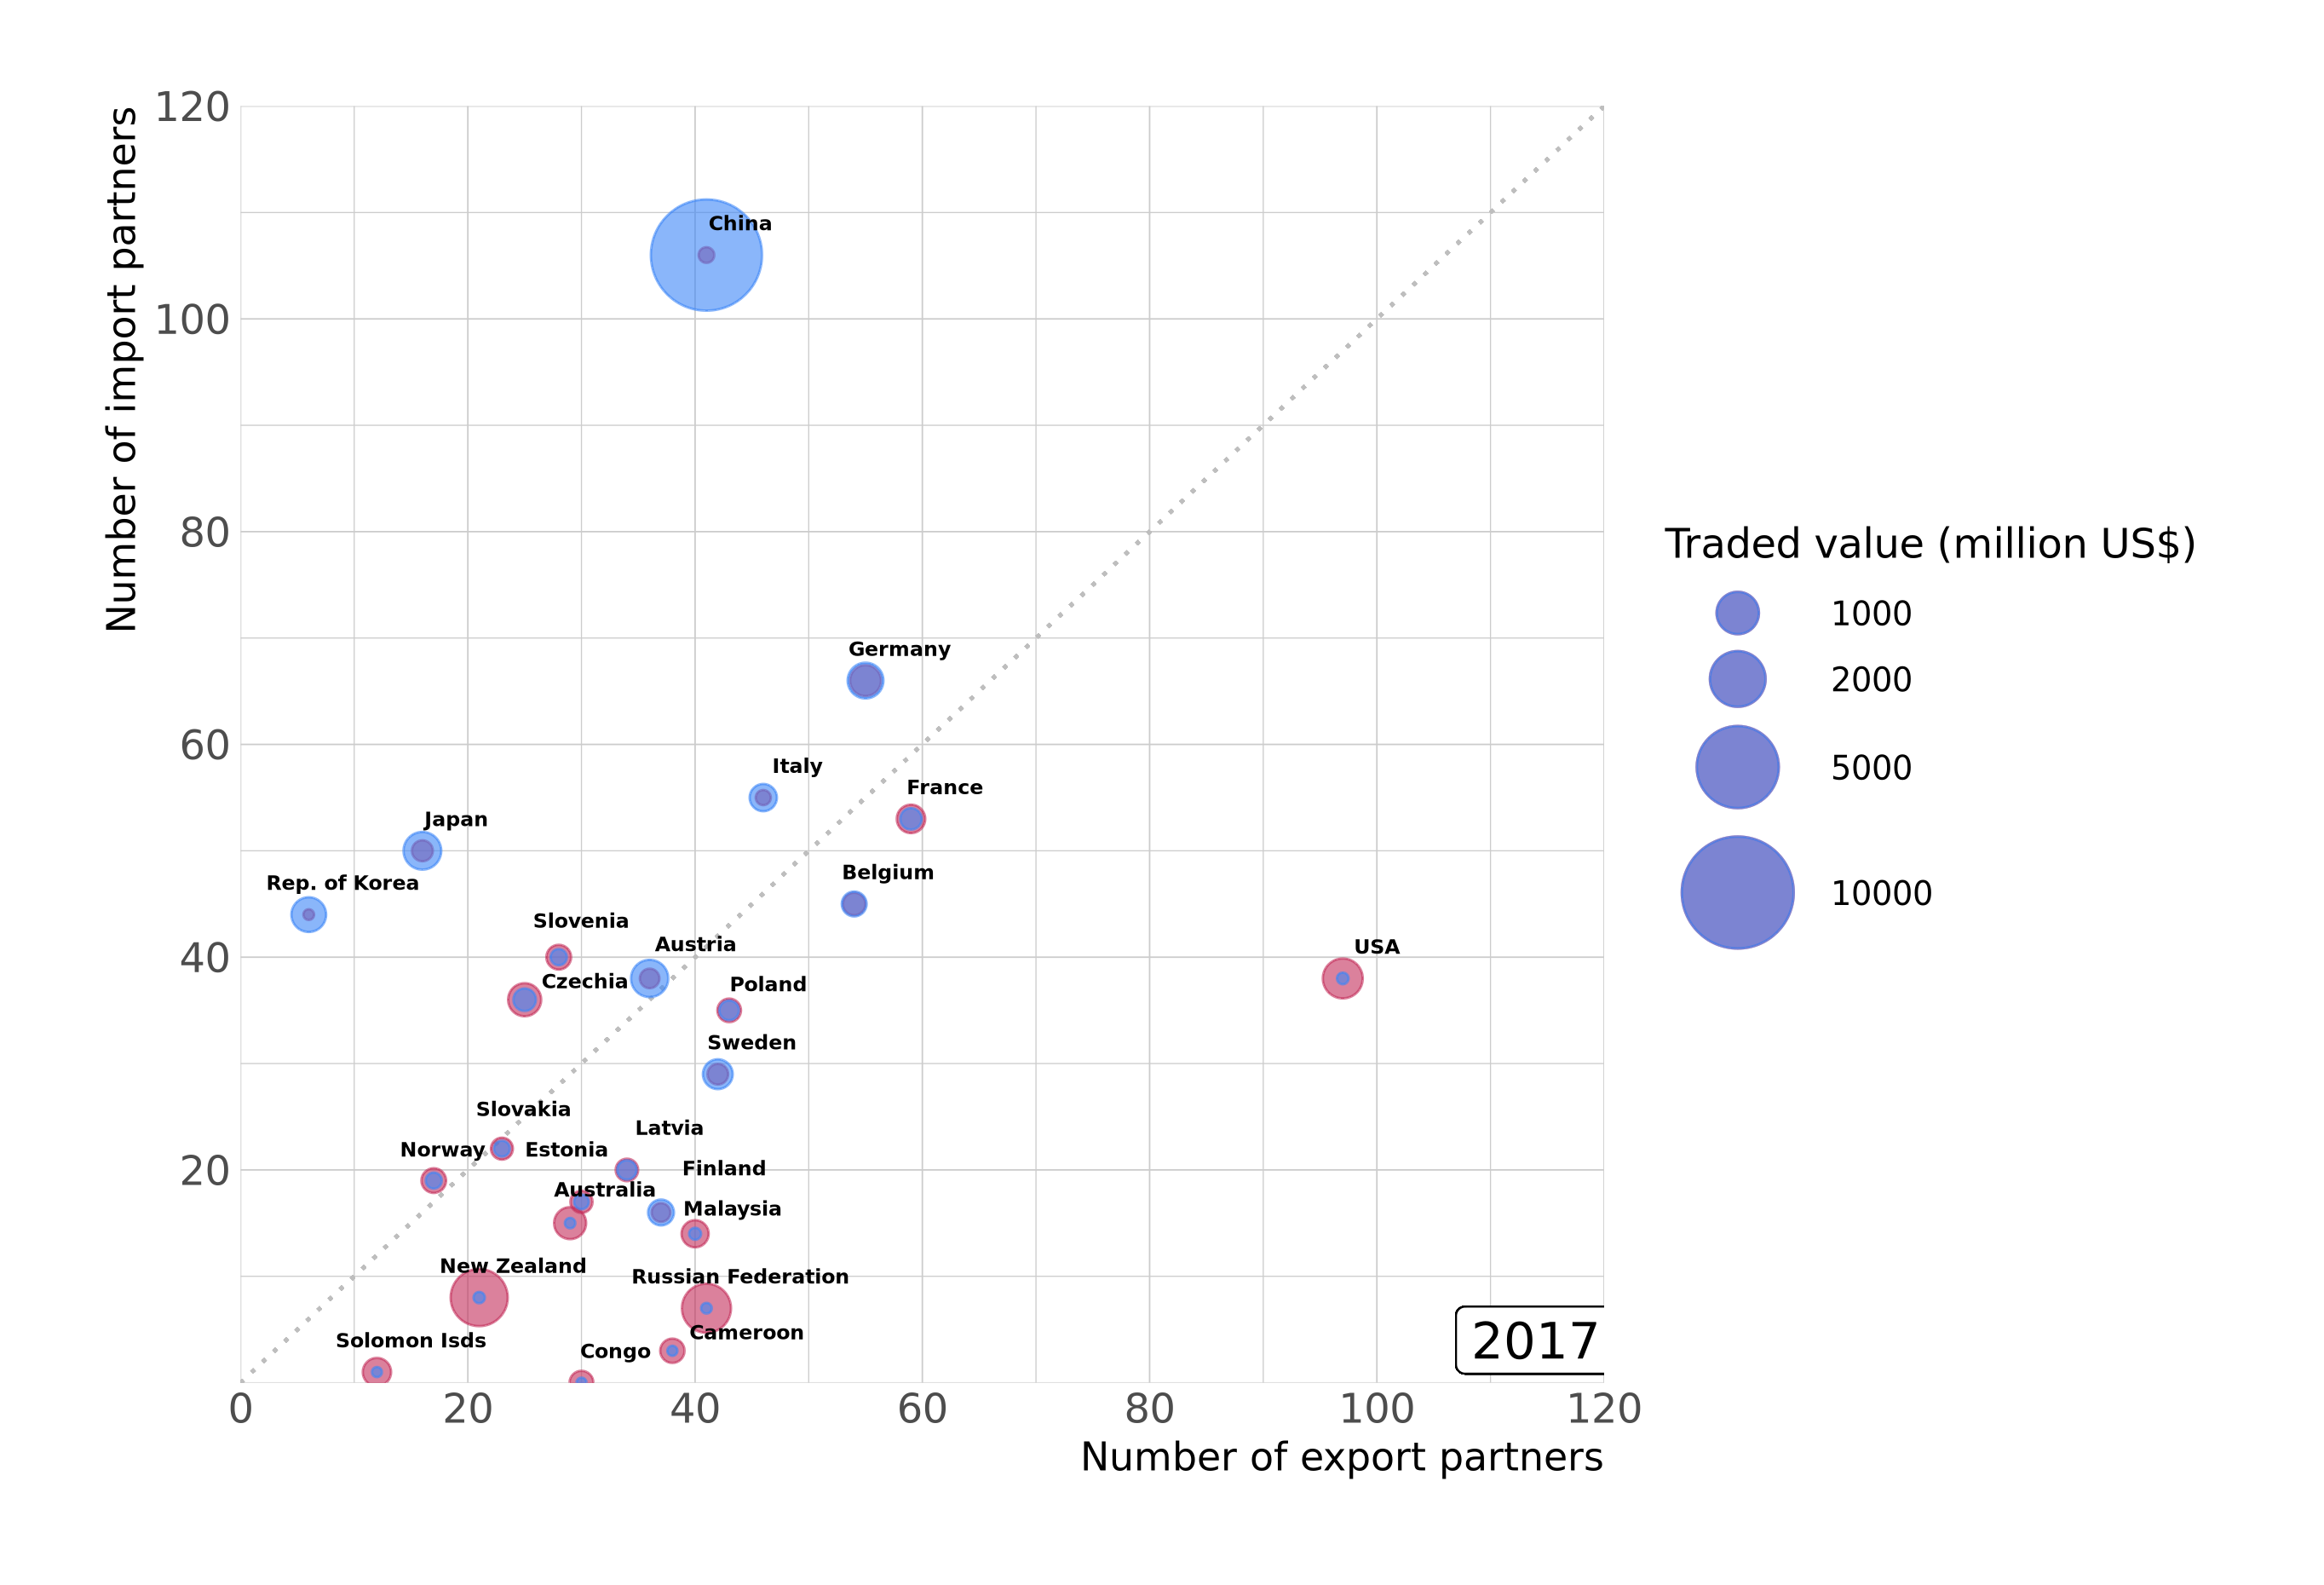 Number of import partners
120
100
80
60
40
20
China
Germany
Italy
France
Japan
Belgium
Rep. of Korea
Slovenia
Austria
USA
Czechia
Poland
Sweden
Slovakia
Latvia
Norway
Estonia
Finland
Australia
Malaysia
New Zealand
Russian Federation
Cameroon
Solomon Isds
Congo
2017
0 20 40 60 80 100 120
Number of export partners
Traded value (million US$)
1000
2000
5000
10000